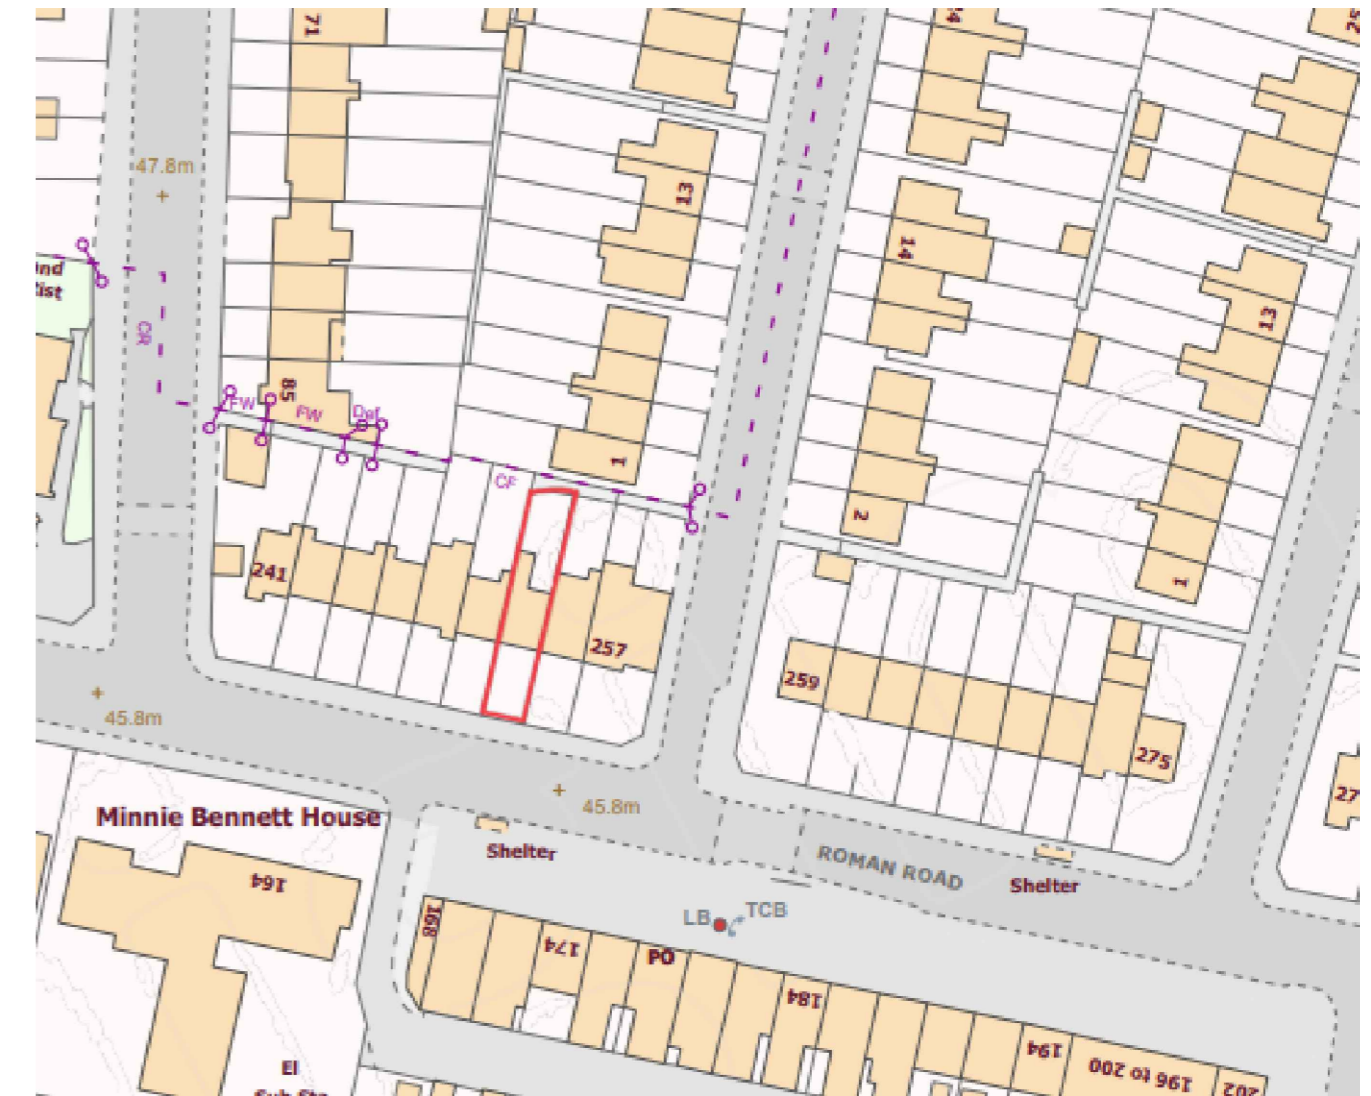 71
47.8m
13
14
13
CR
85
FW
FW
Def
1
CF
2
1
241
257
259
275
45.8m
45.8m
Minnie Bennett House
Shelter
ROMAN ROAD
Shelter
164
168
LB
TCB
174
PO
184
194
196 to 200
202
El
Sub Sta